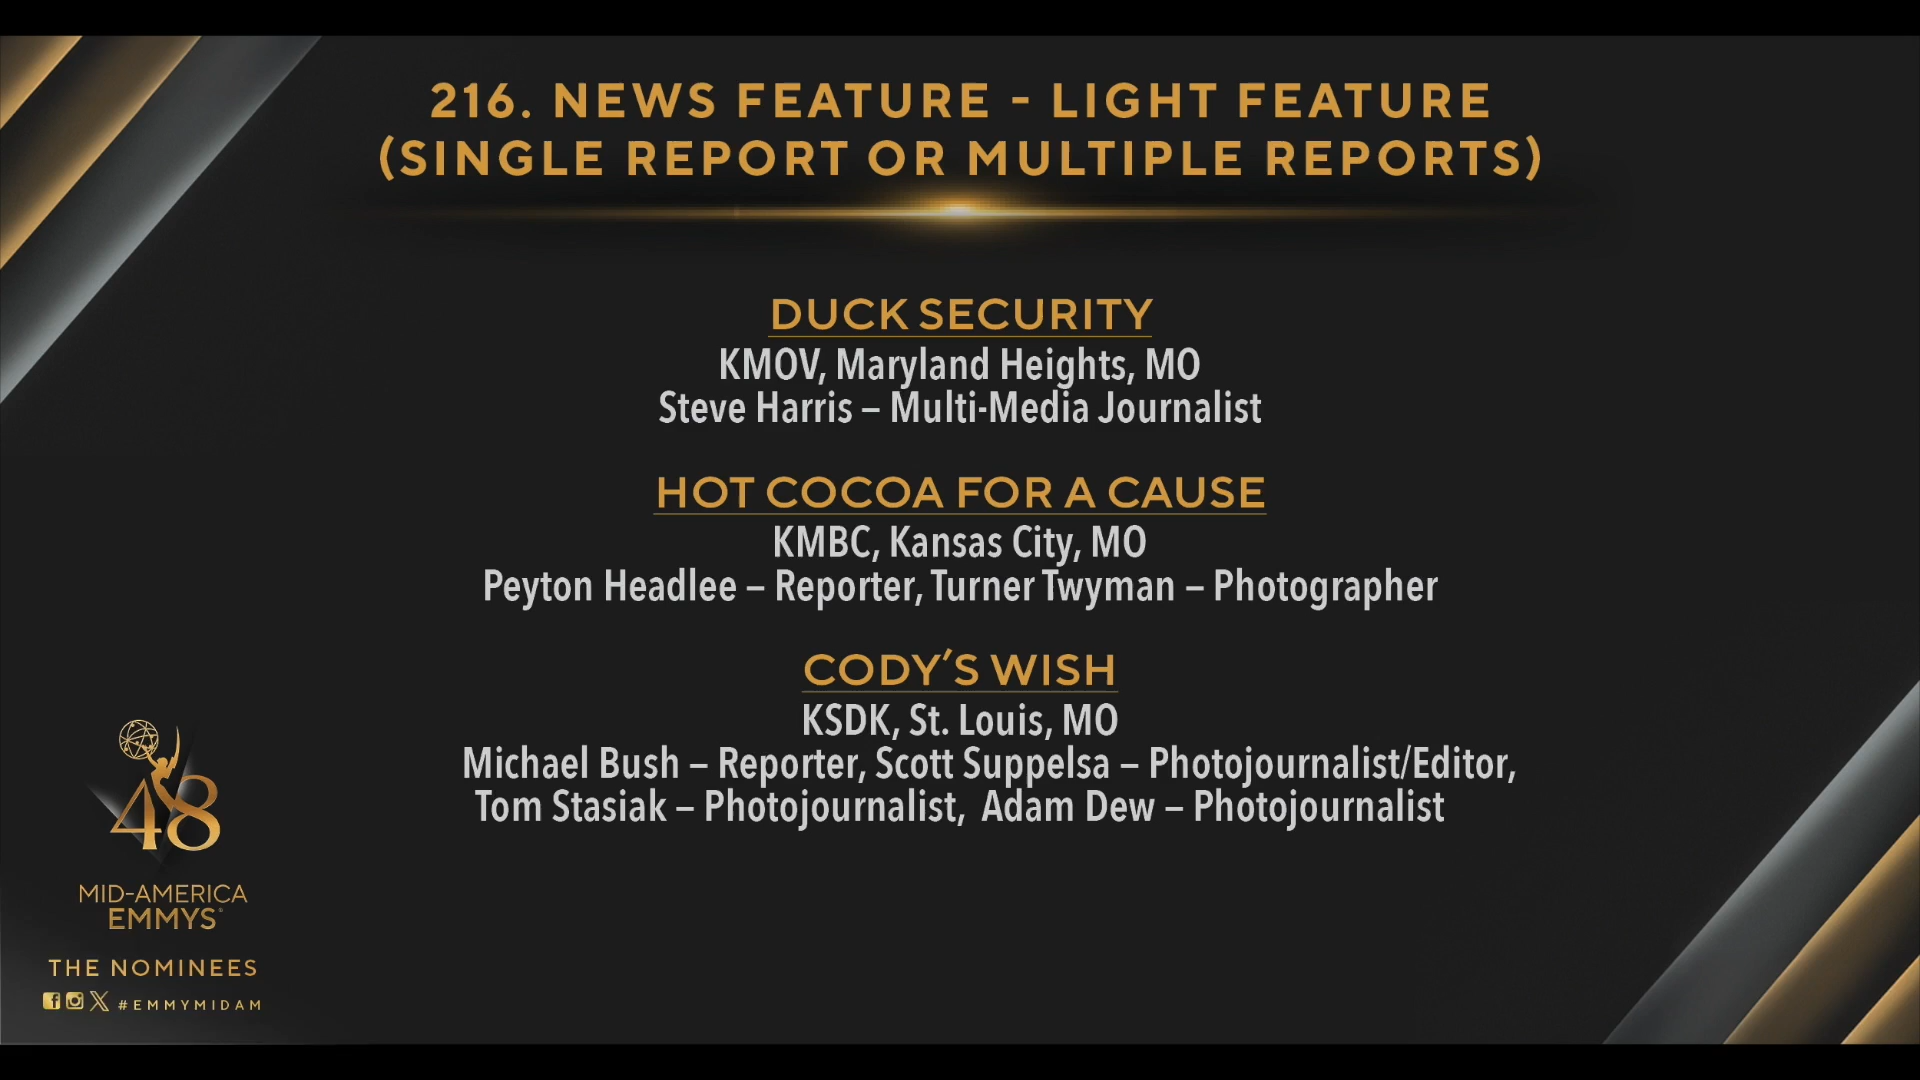 216. NEWS FEATURE - LIGHT FEATURE
(SINGLE REPORT OR MULTIPLE REPORTS)
DUCK SECURITY
KMOV, Maryland Heights, MO
Steve Harris – Multi-Media Journalist
HOT COCOA FOR A CAUSE
KMBC, Kansas City, MO
Peyton Headlee – Reporter, Turner Twyman – Photographer
CODY'S WISH
KSDK, St. Louis, MO
Michael Bush – Reporter, Scott Suppelsa – Photojournalist/Editor,
Tom Stasiak – Photojournalist, Adam Dew – Photojournalist
48
MID-AMERICA
EMMYS®
THE NOMINEES
#EMMYMIDAM